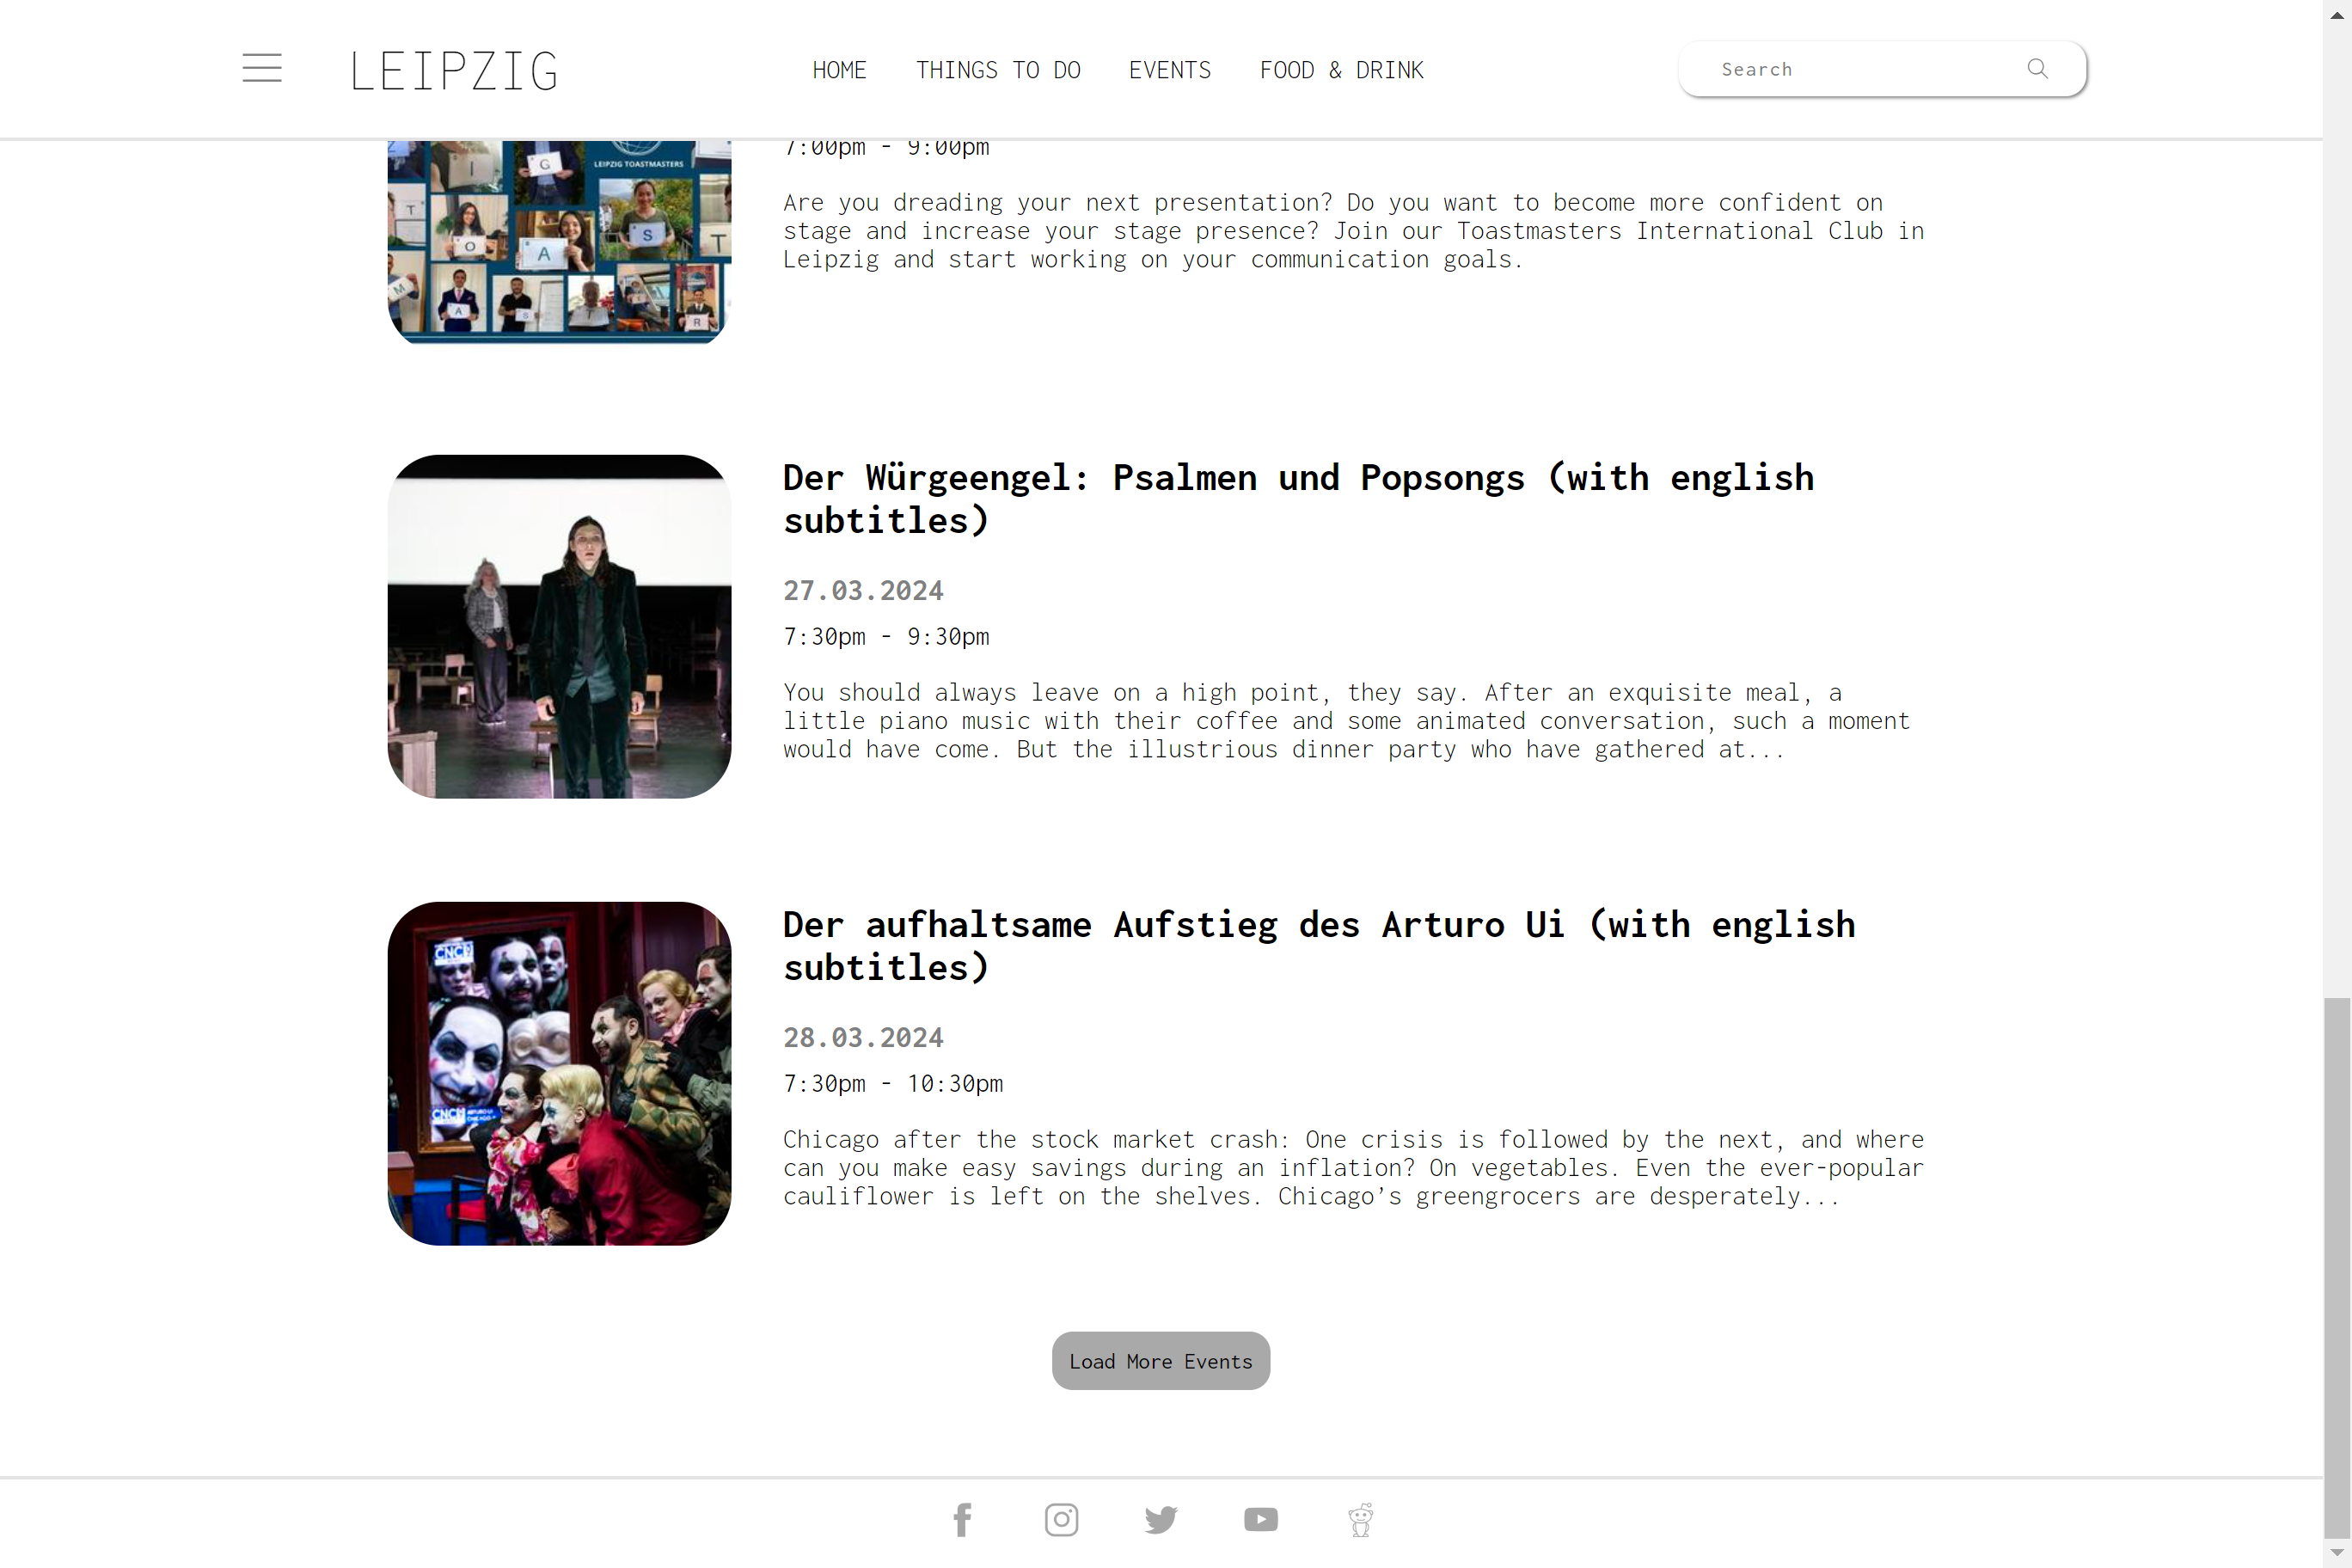 LEIPZIG
HOME THINGS TO DO EVENTS FOOD & DRINK
Search
I G
LEIPZIG TOASTMASTERS
T O A S T
M A S T R
7:00pm - 9:00pm
Are you dreading your next presentation? Do you want to become more confident on
stage and increase your stage presence? Join our Toastmasters International Club in
Leipzig and start working on your communication goals.
Der Würgeengel: Psalmen und Popsongs (with english
subtitles)
27.03.2024
7:30pm - 9:30pm
You should always leave on a high point, they say. After an exquisite meal, a
little piano music with their coffee and some animated conversation, such a moment
would have come. But the illustrious dinner party who have gathered at...
CNCN
CNCN ARTURO UI
CHICAGO
Der aufhaltsame Aufstieg des Arturo Ui (with english
subtitles)
28.03.2024
7:30pm - 10:30pm
Chicago after the stock market crash: One crisis is followed by the next, and where
can you make easy savings during an inflation? On vegetables. Even the ever-popular
cauliflower is left on the shelves. Chicago’s greengrocers are desperately...
Load More Events